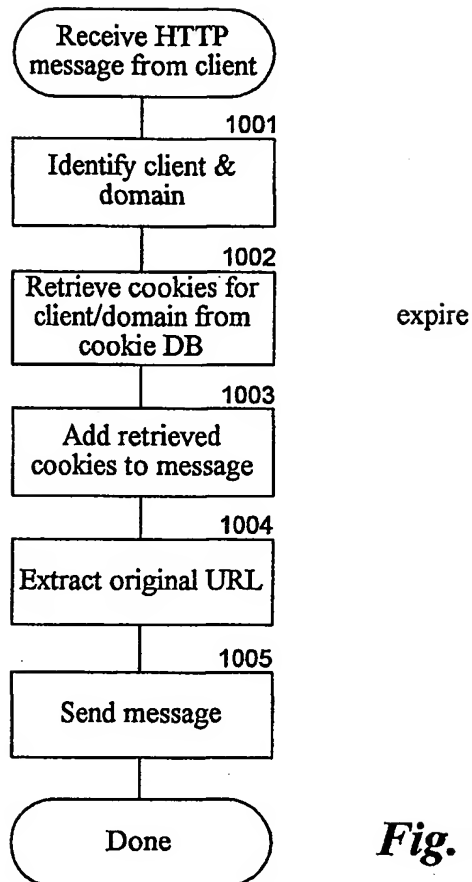 Receive HTTP
message from client
1001
Identify client &
domain
1002
Retrieve cookies for
client/domain from
cookie DB
expire
1003
Add retrieved
cookies to message
1004
Extract original URL
1005
Send message
Done
Fig.